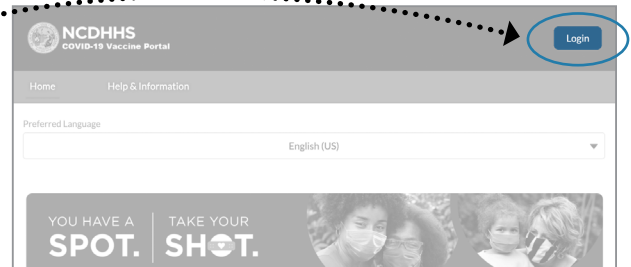 NCDHHS
COVID-19 Vaccine Portal
Login
Home Help & Information
Preferred Language
English (US)
YOU HAVE A TAKE YOUR
SPOT. SHOT.